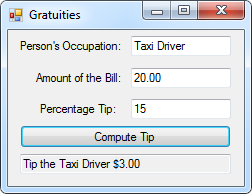 Gratuities
Person's Occupation: Taxi Driver
Amount of the Bill: 20.00
Percentage Tip: 15
Compute Tip
Tip the Taxi Driver $3.00